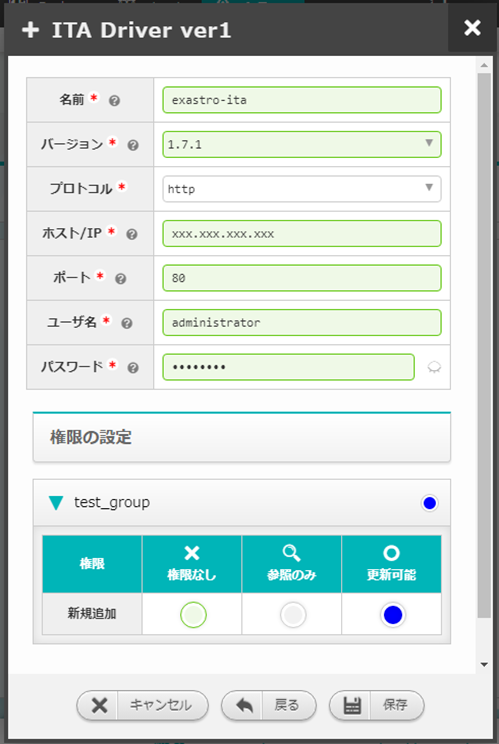 ITA Driver ver1
名前 *
exastro-ita
バージョン *
1.7.1
プロトコル *
http
ホスト/IP *
xxx.xxx.xxx.xxx
ポート *
80
ユーザ名 *
administrator
パスワード *
••••••••
権限の設定
test_group
権限 権限なし 参照のみ 更新可能
新規追加
キャンセル 戻る 保存